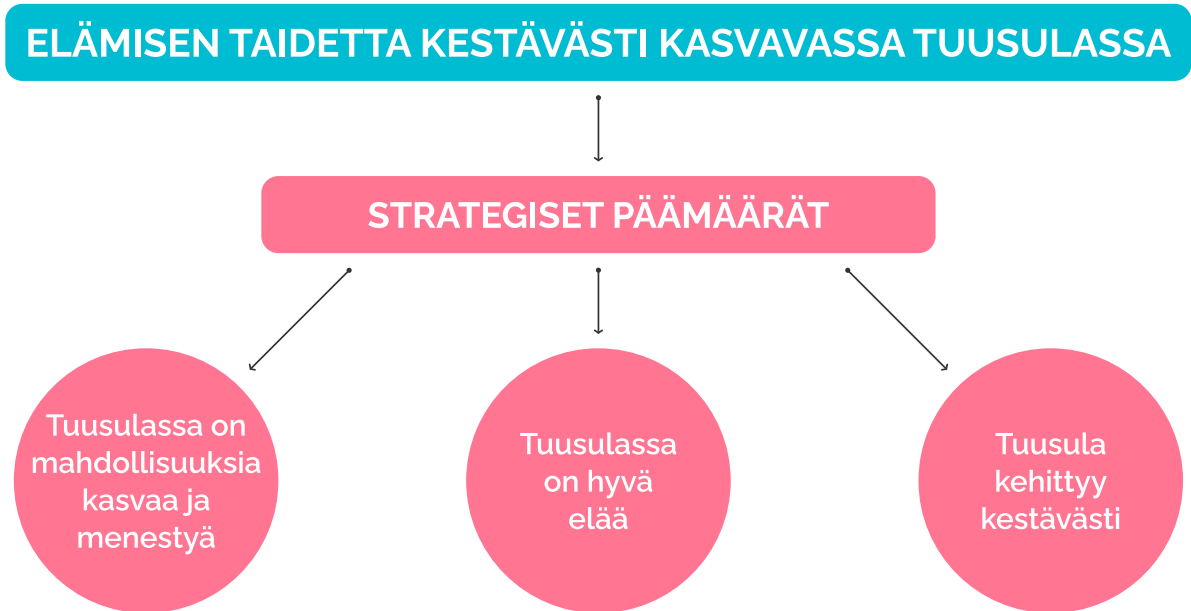 ELÄMISEN TAIDETTA KESTÄVÄSTI KASVAVASSA TUUSULASSA
STRATEGISET PÄÄMÄÄRÄT
Tuusulassa on
mahdollisuuksia
kasvaa ja
menestyä
Tuusulassa
on hyvä
elää
Tuusula
kehittyy
kestävästi